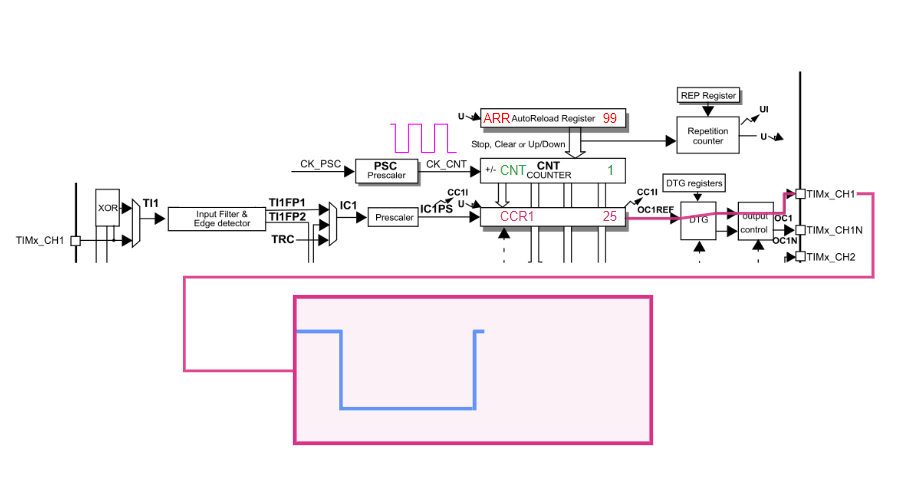 REP Register
UI
U
ARR AutoReload Register 99
Repetition
counter
U
Stop, Clear or Up/Down
CK_PSC
PSC
Prescaler
CK_CNT
+/- CNT CNT 1
COUNTER
DTG registers
CC1I
U
CC1I
TI1
TI1FP1
TI1FP2
IC1
IC1PS
OC1REF
TIMx_CH1
XOR
Input Filter &
Edge detector
Prescaler
CCR1 25
DTG
output
control
OC1
TIMx_CH1
TRC
TIMx_CH1N
OC1N
TIMx_CH2